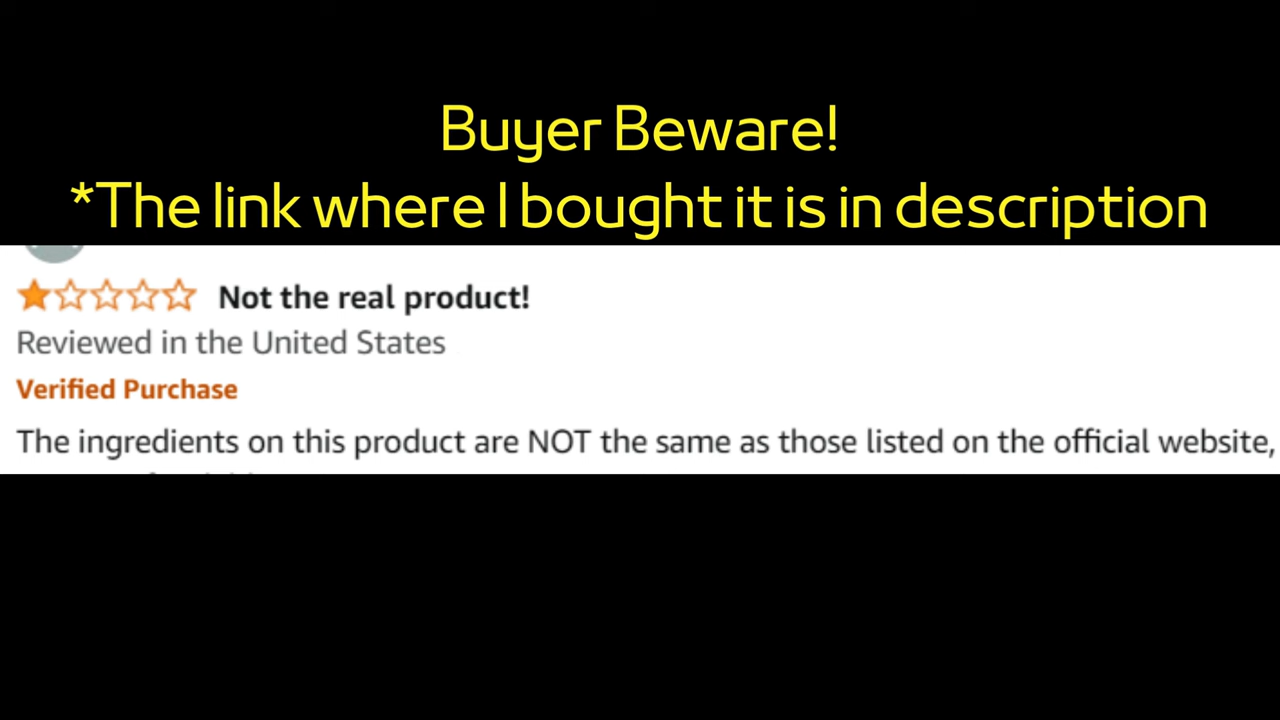 Buyer Beware!
*The link where I bought it is in description
Not the real product!
Reviewed in the United States
Verified Purchase
The ingredients on this product are NOT the same as those listed on the official website,